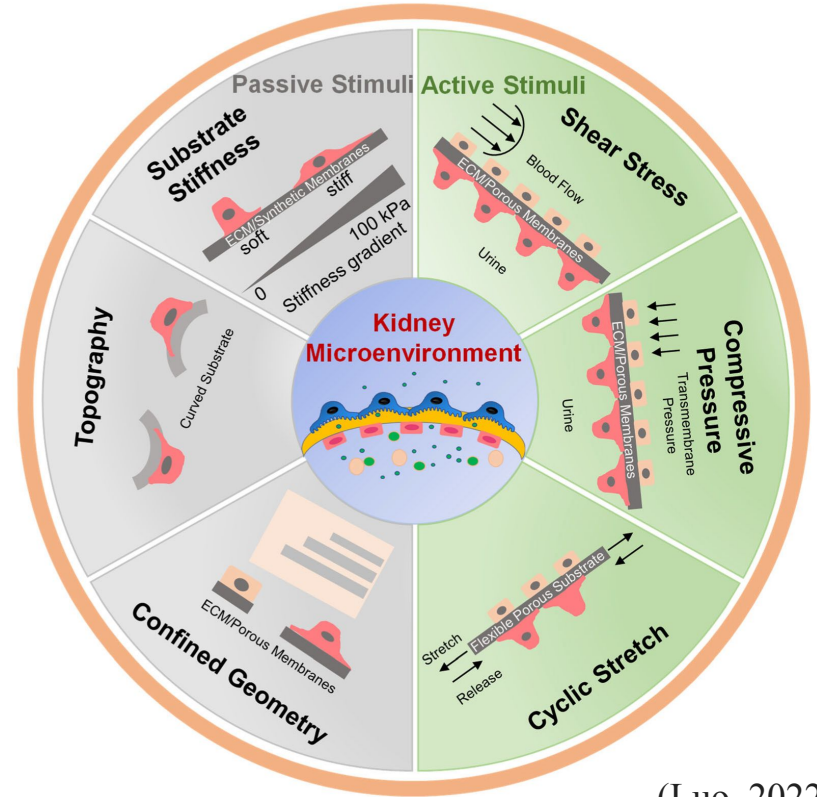 Passive Stimuli
Active Stimuli
Substrate
Stiffness
ECM/Synthetic Membranes
soft
stiff
0
100 kPa
Stiffness gradient
Shear Stress
Blood Flow
ECM/Porous Membranes
Urine
Topography
Curved Substrate
Kidney
Microenvironment
Compressive
Pressure
Transmembrane
Pressure
ECM/Porous Membranes
Urine
Confined Geometry
ECM/Porous Membranes
Cyclic Stretch
Flexible Porous Substrate
Stretch
Release
(Luo, 2022